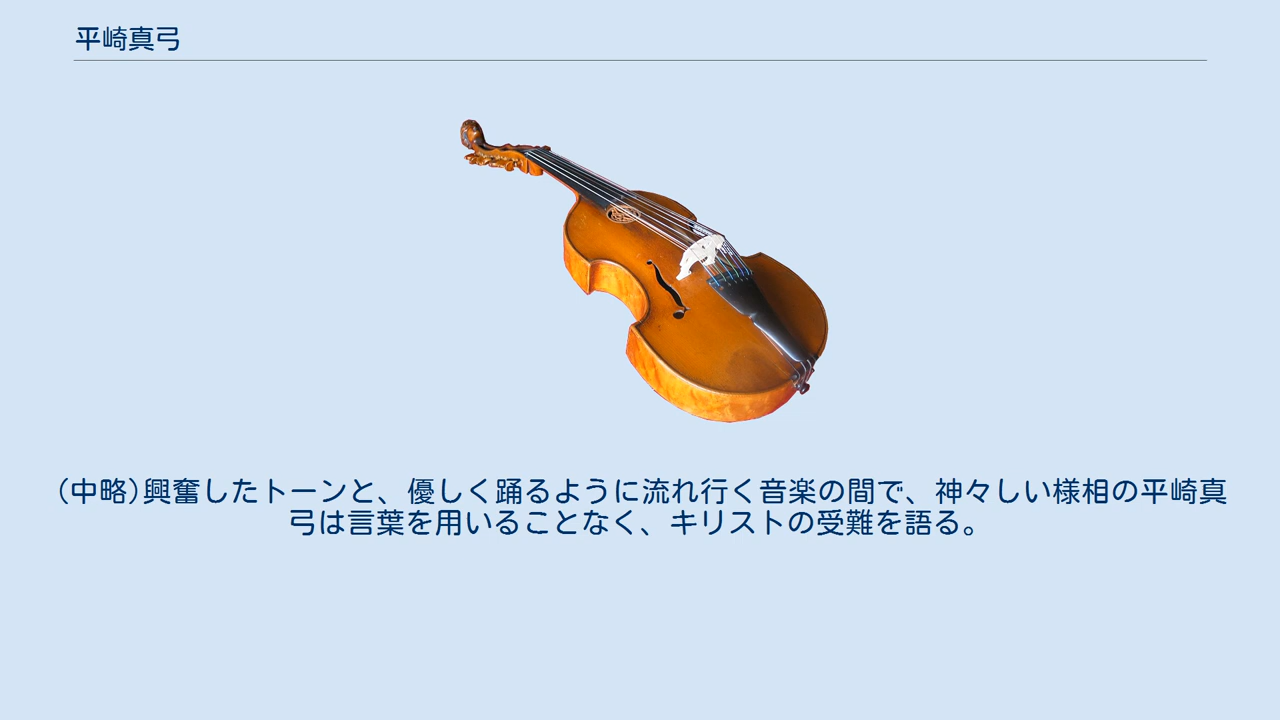 平崎真弓
(中略)興奮したトーンと、優しく踊るように流れ行く音楽の間で、神々しい様相の平崎真
弓は言葉を用いることなく、キリストの受難を語る。